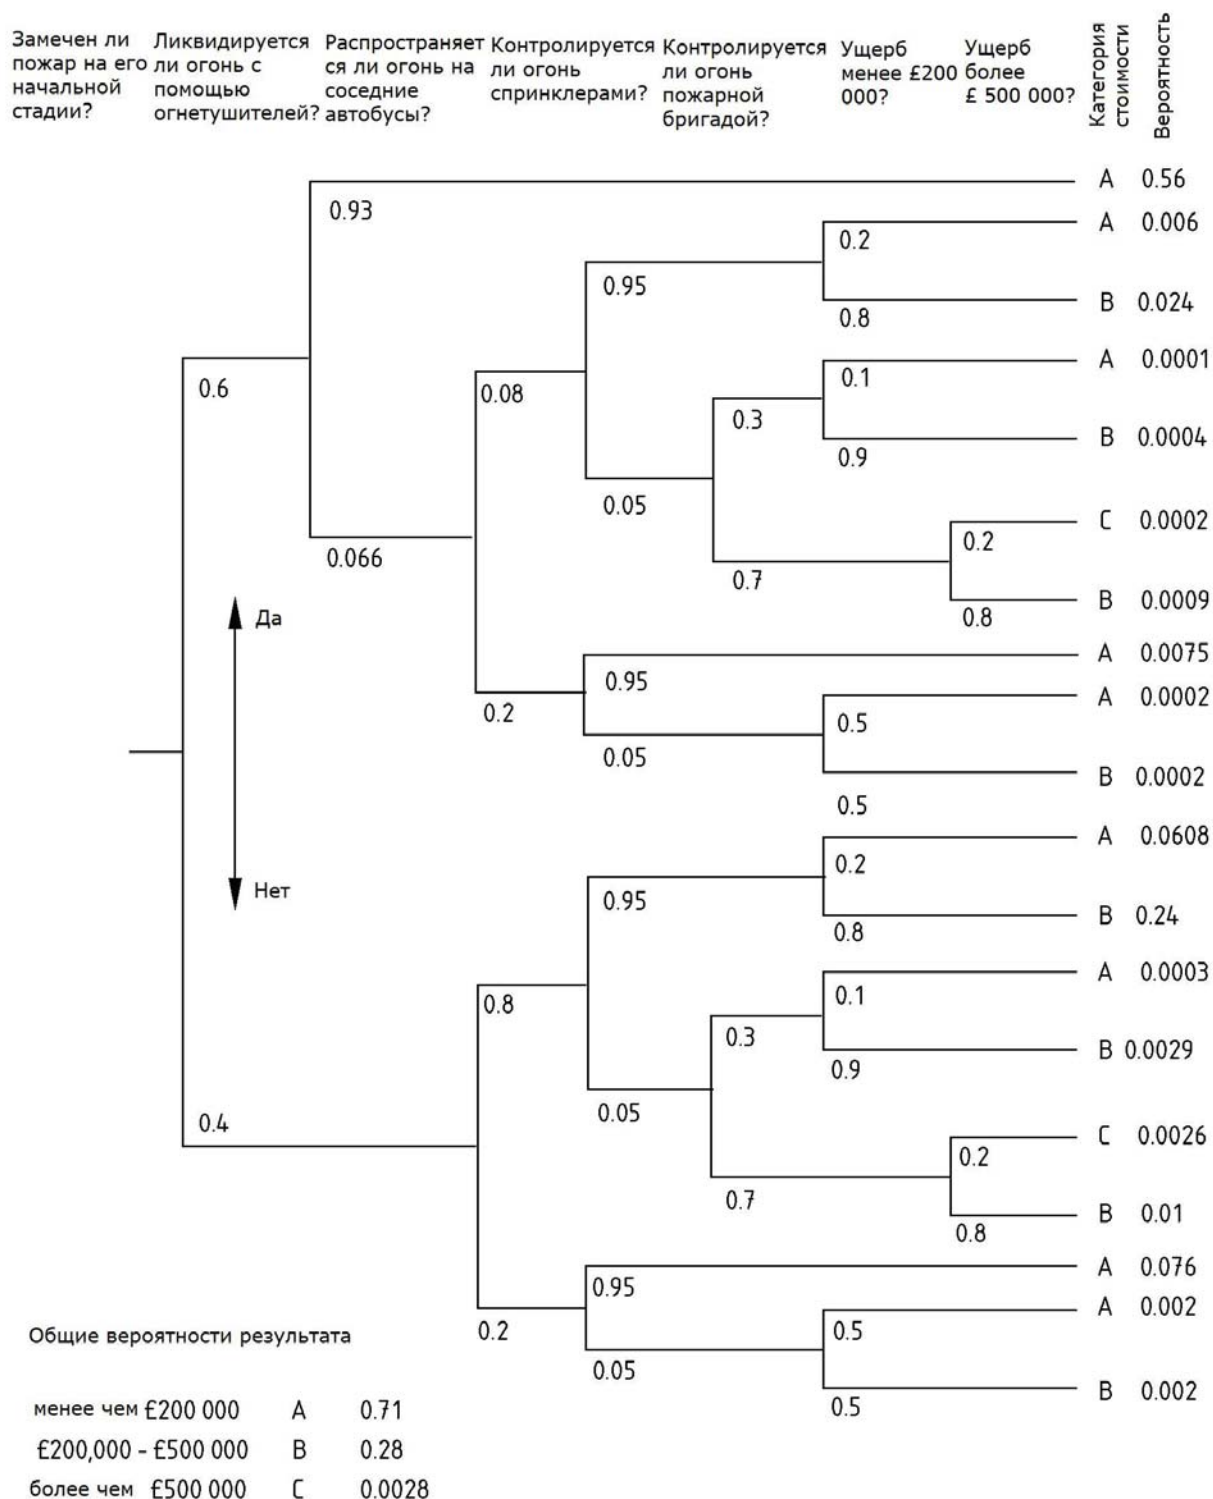 Замечен ли
пожар на его
начальной
стадии?
Ликвидируется
ли огонь с
помощью
огнетушителей?
Распространяет
ся ли огонь на
соседние
автобусы?
Контролируется
ли огонь
спринклерами?
Контролируется
ли огонь
пожарной
бригадой?
Ущерб
менее £200
000?
Ущерб
более
£ 500 000?
Категория
стоимости
Вероятность
A 0.56
0.93
A 0.006
0.2
0.95
B 0.024
0.8
A 0.0001
0.1
0.6
0.08
0.3
B 0.0004
0.9
0.05
C 0.0002
0.2
0.066
0.7
B 0.0009
0.8
Да
A 0.0075
0.95
A 0.0002
0.2
0.5
0.05
B 0.0002
0.5
A 0.0608
0.2
Нет
0.95
B 0.24
0.8
A 0.0003
0.1
0.8
0.3
B 0.0029
0.9
0.05
0.4
C 0.0026
0.2
0.7
B 0.01
0.8
A 0.076
0.95
A 0.002
0.2
0.5
0.05
B 0.002
0.5
Общие вероятности результата
менее чем £200 000 A 0.71
£200,000 - £500 000 B 0.28
более чем £500 000 C 0.0028